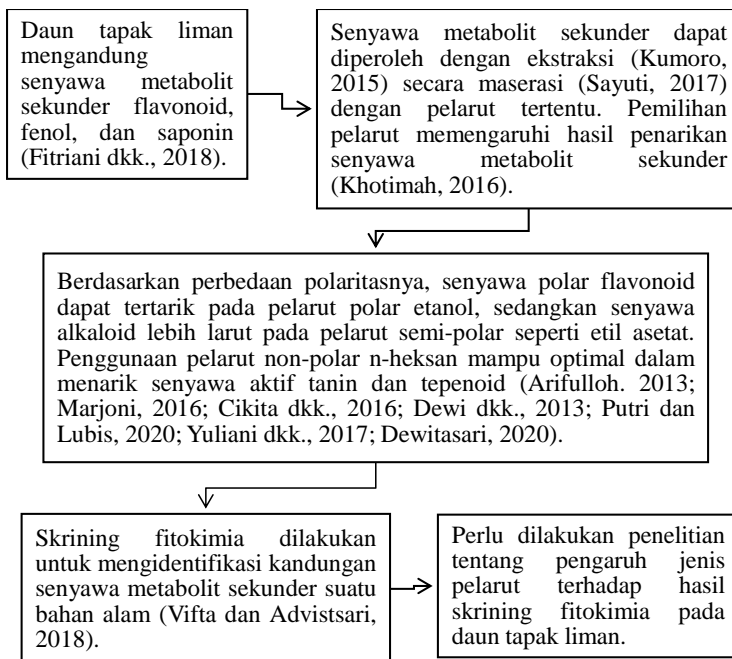 Daun tapak liman
mengandung
senyawa metabolit
sekunder flavonoid,
fenol, dan saponin
(Fitriani dkk., 2018).
Senyawa metabolit sekunder dapat
diperoleh dengan ekstraksi (Kumoro,
2015) secara maserasi (Sayuti, 2017)
dengan pelarut tertentu. Pemilihan
pelarut memengaruhi hasil penarikan
senyawa metabolit sekunder
(Khotimah, 2016).
Berdasarkan perbedaan polaritasnya, senyawa polar flavonoid
dapat tertarik pada pelarut polar etanol, sedangkan senyawa
alkaloid lebih larut pada pelarut semi-polar seperti etil asetat.
Penggunaan pelarut non-polar n-heksan mampu optimal dalam
menarik senyawa aktif tanin dan tepenoid (Arifulloh. 2013;
Marjoni, 2016; Cikita dkk., 2016; Dewi dkk., 2013; Putri dan
Lubis, 2020; Yuliani dkk., 2017; Dewitasari, 2020).
Skrining fitokimia dilakukan
untuk mengidentifikasi kandungan
senyawa metabolit sekunder suatu
bahan alam (Vifta dan Advistsari,
2018).
Perlu dilakukan penelitian
tentang pengaruh jenis
pelarut terhadap hasil
skrining fitokimia pada
daun tapak liman.